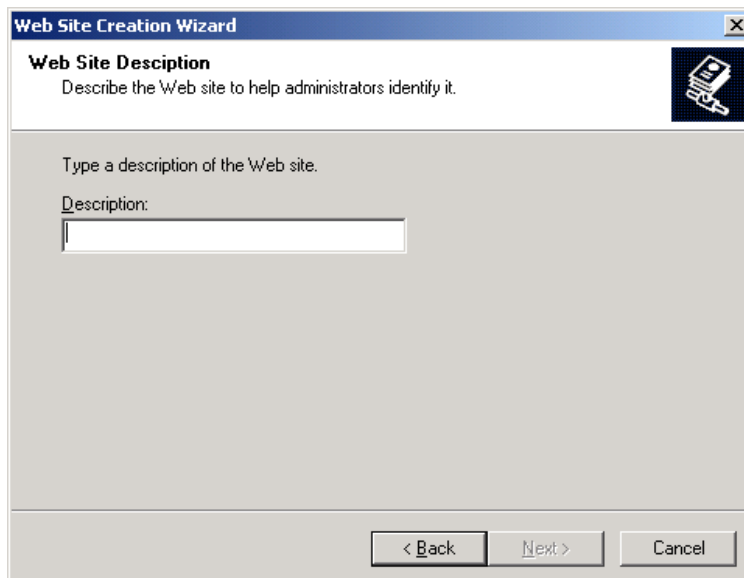 Web Site Creation Wizard
Web Site Desciption
Describe the Web site to help administrators identify it.
Type a description of the Web site.
Description:
< Back Next > Cancel